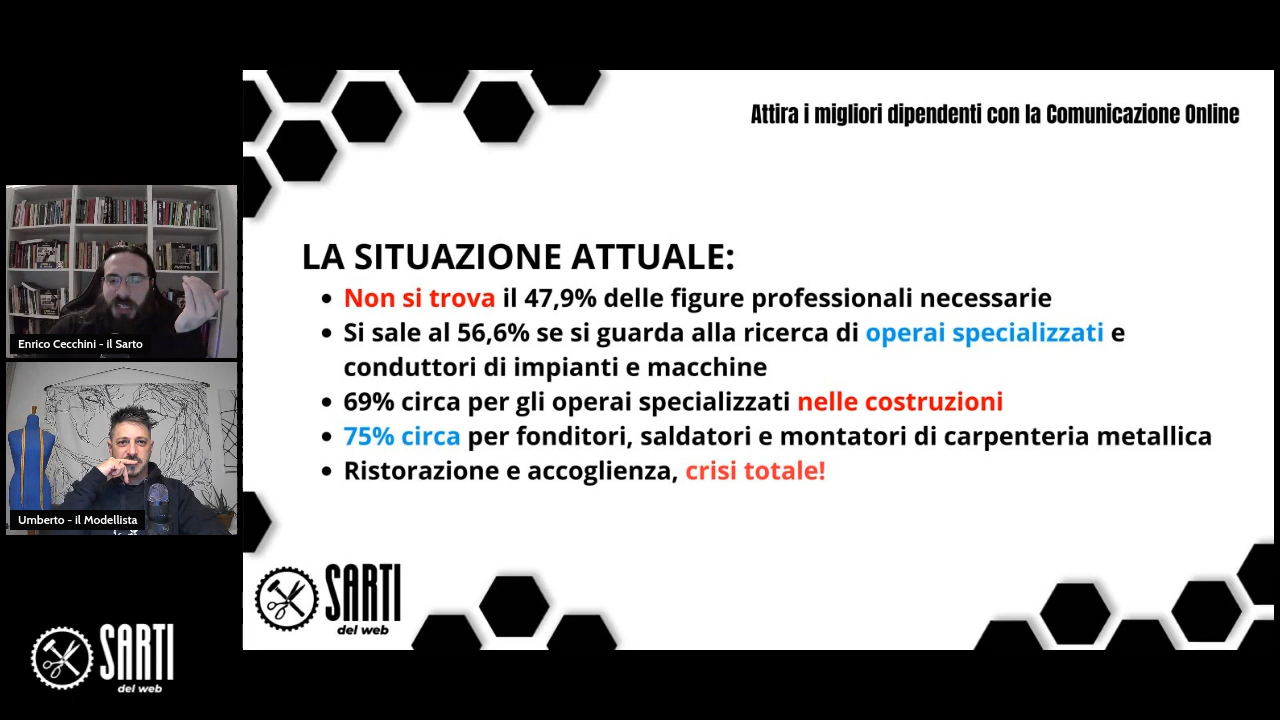 Attira i migliori dipendenti con la Comunicazione Online
LA SITUAZIONE ATTUALE:
• Non si trova il 47,9% delle figure professionali necessarie
• Si sale al 56,6% se si guarda alla ricerca di operai specializzati e
conduttori di impianti e macchine
• 69% circa per gli operai specializzati nelle costruzioni
• 75% circa per fonditori, saldatori e montatori di carpenteria metallica
• Ristorazione e accoglienza, crisi totale!
SARTI
del web
Enrico Cecchini - il Sarto
Umberto - il Modellista
SARTI
del web